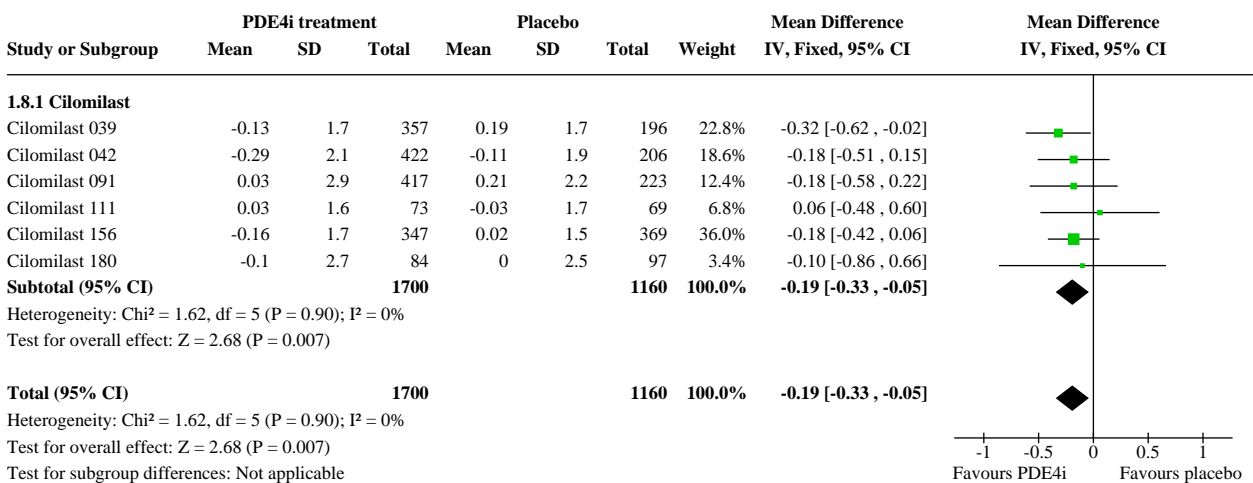 PDE4i treatment Placebo Mean Difference Mean Difference
Study or Subgroup Mean SD Total Mean SD Total Weight IV, Fixed, 95% CI IV, Fixed, 95% CI
1.8.1 Cilomilast
Cilomilast 039 -0.13 1.7 357 0.19 1.7 196 22.8% -0.32 [-0.62 , -0.02]
Cilomilast 042 -0.29 2.1 422 -0.11 1.9 206 18.6% -0.18 [-0.51 , 0.15]
Cilomilast 091 0.03 2.9 417 0.21 2.2 223 12.4% -0.18 [-0.58 , 0.22]
Cilomilast 111 0.03 1.6 73 -0.03 1.7 69 6.8% 0.06 [-0.48 , 0.60]
Cilomilast 156 -0.16 1.7 347 0.02 1.5 369 36.0% -0.18 [-0.42 , 0.06]
Cilomilast 180 -0.1 2.7 84 0 2.5 97 3.4% -0.10 [-0.86 , 0.66]
Subtotal (95% CI) 1700 1160 100.0% -0.19 [-0.33 , -0.05]
Heterogeneity: Chi² = 1.62, df = 5 (P = 0.90); I² = 0%
Test for overall effect: Z = 2.68 (P = 0.007)
Total (95% CI) 1700 1160 100.0% -0.19 [-0.33 , -0.05]
Heterogeneity: Chi² = 1.62, df = 5 (P = 0.90); I² = 0%
Test for overall effect: Z = 2.68 (P = 0.007)
Test for subgroup differences: Not applicable
-1 -0.5 0 0.5 1
Favours PDE4i Favours placebo